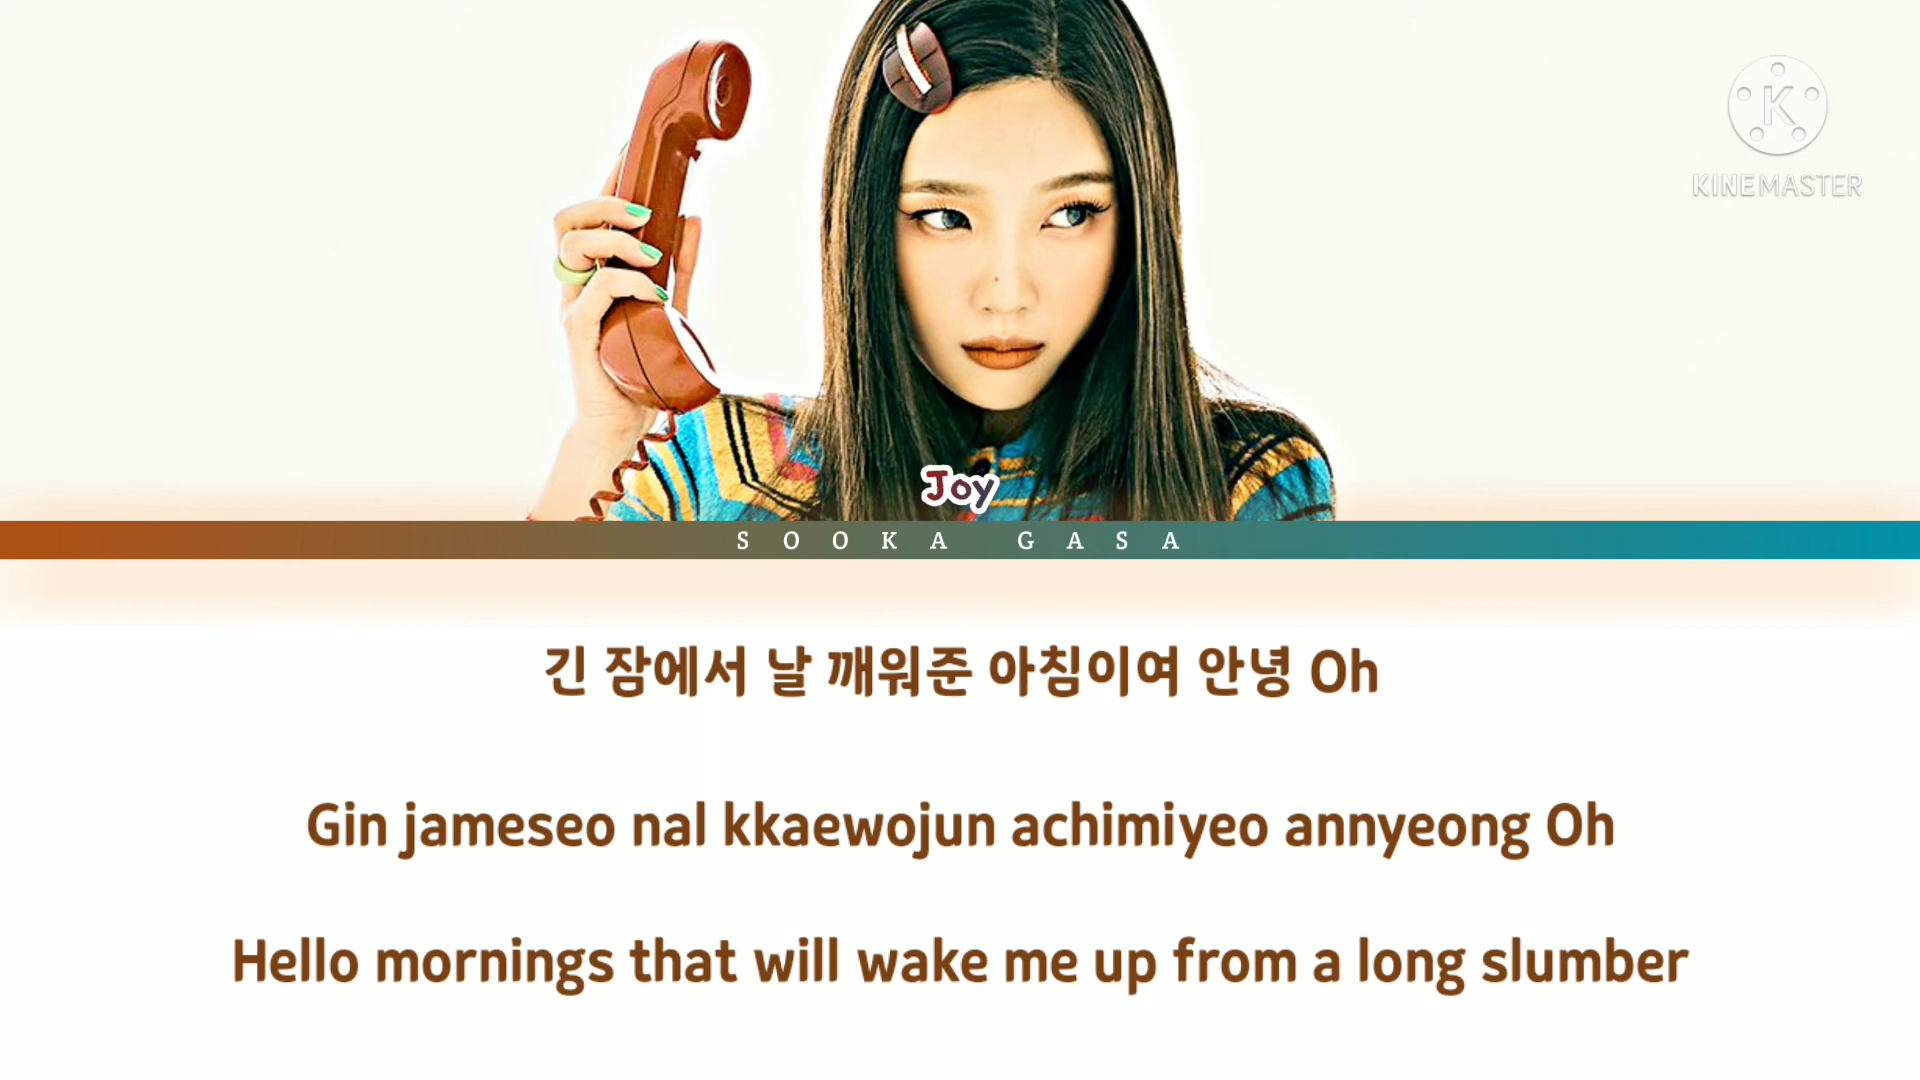 KINEMASTER
Joy
SOOKA GASA
긴 잠에서 날 깨워준 아침이여 안녕 Oh
Gin jameseo nal kkaewojun achimiyeo annyeong Oh
Hello mornings that will wake me up from a long slumber